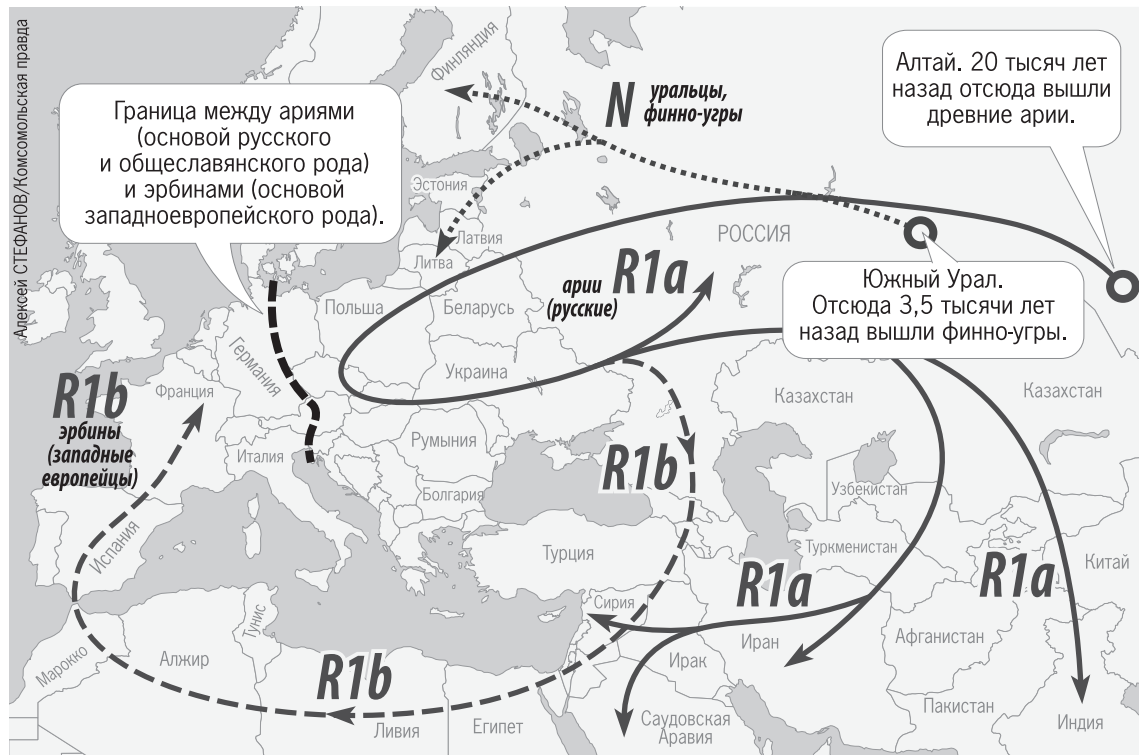 Алексей СТЕФАНОВ/Комсомольская правда
Граница между ариями
(основой русского
и общеславянского рода)
и эрбинами (основой
западноевропейского рода).
ФИНЛЯНДИЯ
N
уральцы,
финно-угры
Алтай. 20 тысяч лет
назад отсюда вышли
древние арии.
Эстония
Латвия
Литва
РОССИЯ
арии
(русские)
R1a
Южный Урал.
Отсюда 3,5 тысячи лет
назад вышли финно-угры.
Польша
Беларусь
Германия
Украина
Франция
R1b
эрбины
(западные
европейцы)
Казахстан
Казахстан
Румыния
Италия
R1b
Болгария
Узбекистан
Испания
Турция
Туркменистан
Китай
R1a
R1a
Сирия
Тунис
Иран
Афганистан
Марокко
Алжир
Ирак
R1b
Ливия
Египет
Саудовская
Аравия
Пакистан
Индия